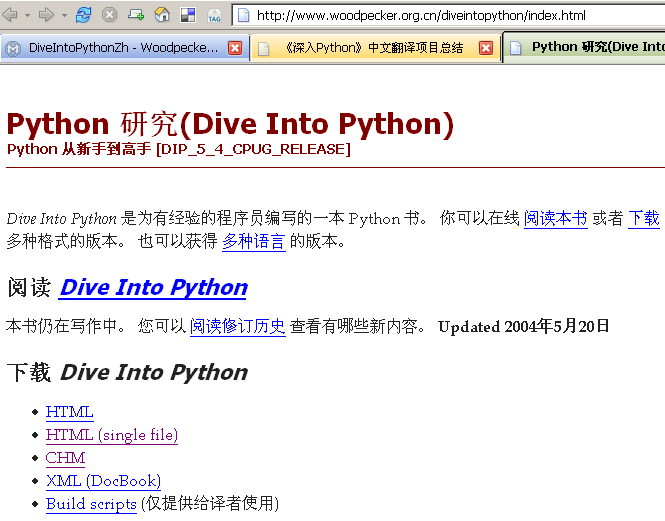 TAG
http://www.woodpecker.org.cn/diveintopython/index.html
DiveIntoPythonZh - Woodpecke...
《深入Python》中文翻译项目总结
Python 研究(Dive Into
Python 研究(Dive Into Python)
Python 从新手到高手 [DIP_5_4_CPUG_RELEASE]
Dive Into Python 是为有经验的程序员编写的一本 Python 书。 你可以在线 阅读本书 或者 下载
多种格式的版本。 也可以获得 多种语言 的版本。
阅读 Dive Into Python
本书仍在写作中。 您可以 阅读修订历史 查看有哪些新内容。 Updated 2004年5月20日
下载 Dive Into Python
HTML
HTML (single file)
CHM
XML (DocBook)
Build scripts (仅提供给译者使用)